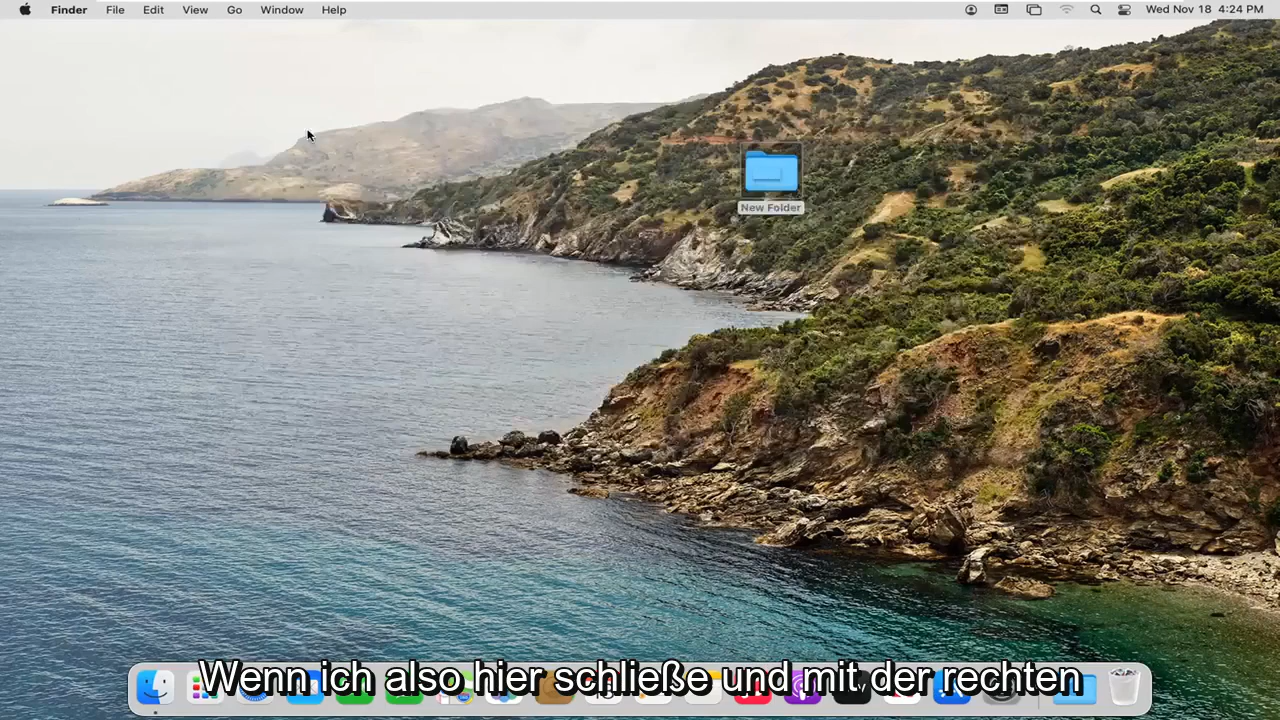 Finder File Edit View Go Window Help Wed Nov 18 4:24 PM
New Folder
Wenn ich also hier schließe und mit der rechten